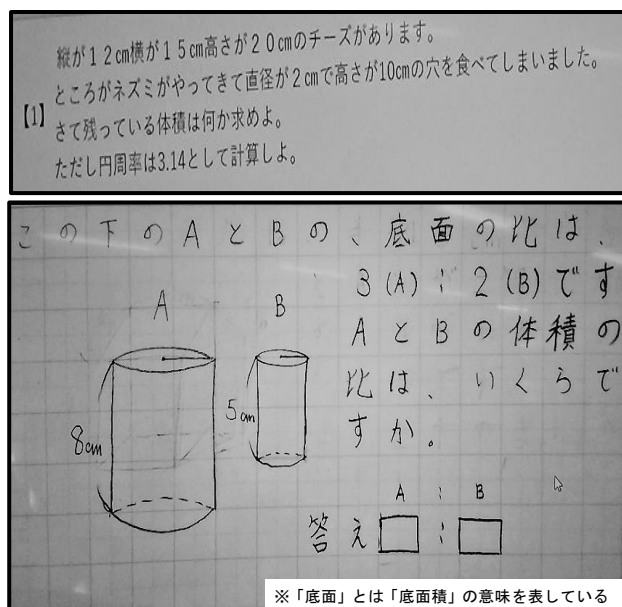 縦が12cm横が15cm高さが20cmのチーズがあります。
ところがネズミがやってきて直径が2cmで高さが10cmの穴を食べてしまいました。
【1】
さて残っている体積は何か求めよ。
ただし円周率は3.14として計算しよ。
この下のAとBの、底面の比は、
3(A):2(B)です
AとBの体積の
比は、いくらで
すか。
A
B
8cm
5cm
A : B
答え□:□
※「底面」とは「底面積」の意味を表している